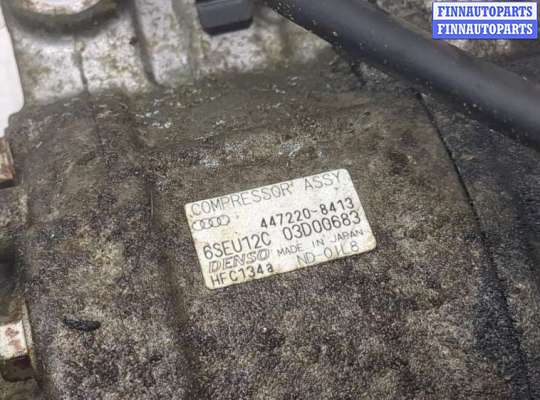 FINNAUTOPARTS
FINNAUTOPARTS
COMPRESSOR ASSY
447220-8413
6SEU12C 03D00683
DENSO MADE IN JAPAN
HFC134a ND-OIL8